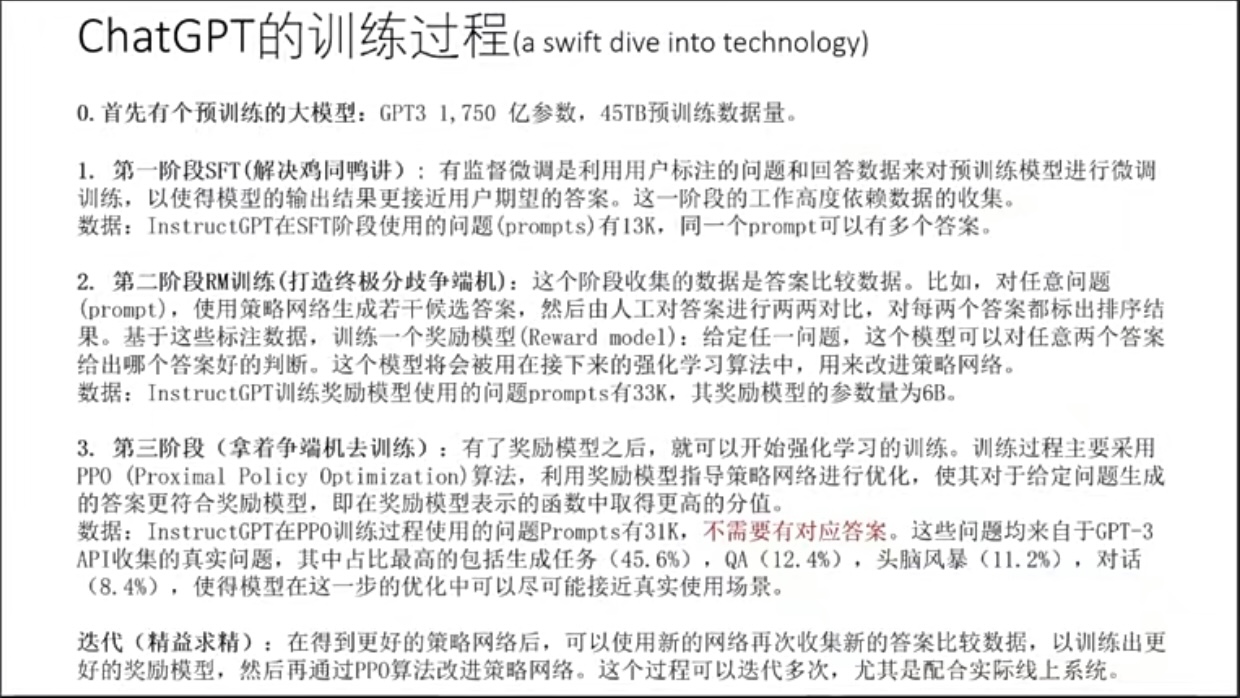 ChatGPT的训练过程(a swift dive into technology)
0.首先有个预训练的大模型：GPT3 1,750 亿参数，45TB预训练数据量。
1. 第一阶段SFT(解决鸡同鸭讲）：有监督微调是利用用户标注的问题和回答数据来对预训练模型进行微调
训练，以使得模型的输出结果更接近用户期望的答案。这一阶段的工作高度依赖数据的收集。
数据：InstructGPT在SFT阶段使用的问题(prompts)有13K，同一个prompt可以有多个答案。
2. 第二阶段RM训练(打造终极分歧争端机)：这个阶段收集的数据是答案比较数据。比如，对任意问题
(prompt)，使用策略网络生成若干候选答案，然后由人工对答案进行两两对比，对每两个答案都标出排序结
果。基于这些标注数据，训练一个奖励模型(Reward model)：给定任一问题，这个模型可以对任意两个答案
给出哪个答案好的判断。这个模型将会被用在接下来的强化学习算法中，用来改进策略网络。
数据：InstructGPT训练奖励模型使用的问题prompts有33K，其奖励模型的参数量为6B。
3. 第三阶段（拿着争端机去训练）：有了奖励模型之后，就可以开始强化学习的训练。训练过程主要采用
PPO (Proximal Policy Optimization)算法，利用奖励模型指导策略网络进行优化，使其对于给定问题生成
的答案更符合奖励模型，即在奖励模型表示的函数中取得更高的分值。
数据：InstructGPT在PPO训练过程使用的问题Prompts有31K，不需要有对应答案。这些问题均来自于GPT-3
API收集的真实问题，其中占比最高的包括生成任务（45.6%），QA（12.4%），头脑风暴（11.2%），对话
（8.4%），使得模型在这一步的优化中可以尽可能接近真实使用场景。
迭代（精益求精）：在得到更好的策略网络后，可以使用新的网络再次收集新的答案比较数据，以训练出更
好的奖励模型，然后再通过PPO算法改进策略网络。这个过程可以迭代多次，尤其是配合实际线上系统。